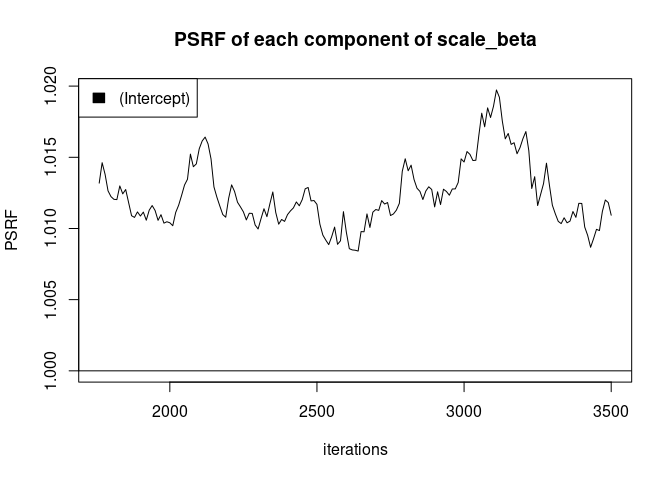 PSRF of each component of scale_beta
(Intercept)
PSRF
1.020
1.015
1.010
1.005
1.000
2000 2500 3000 3500
iterations